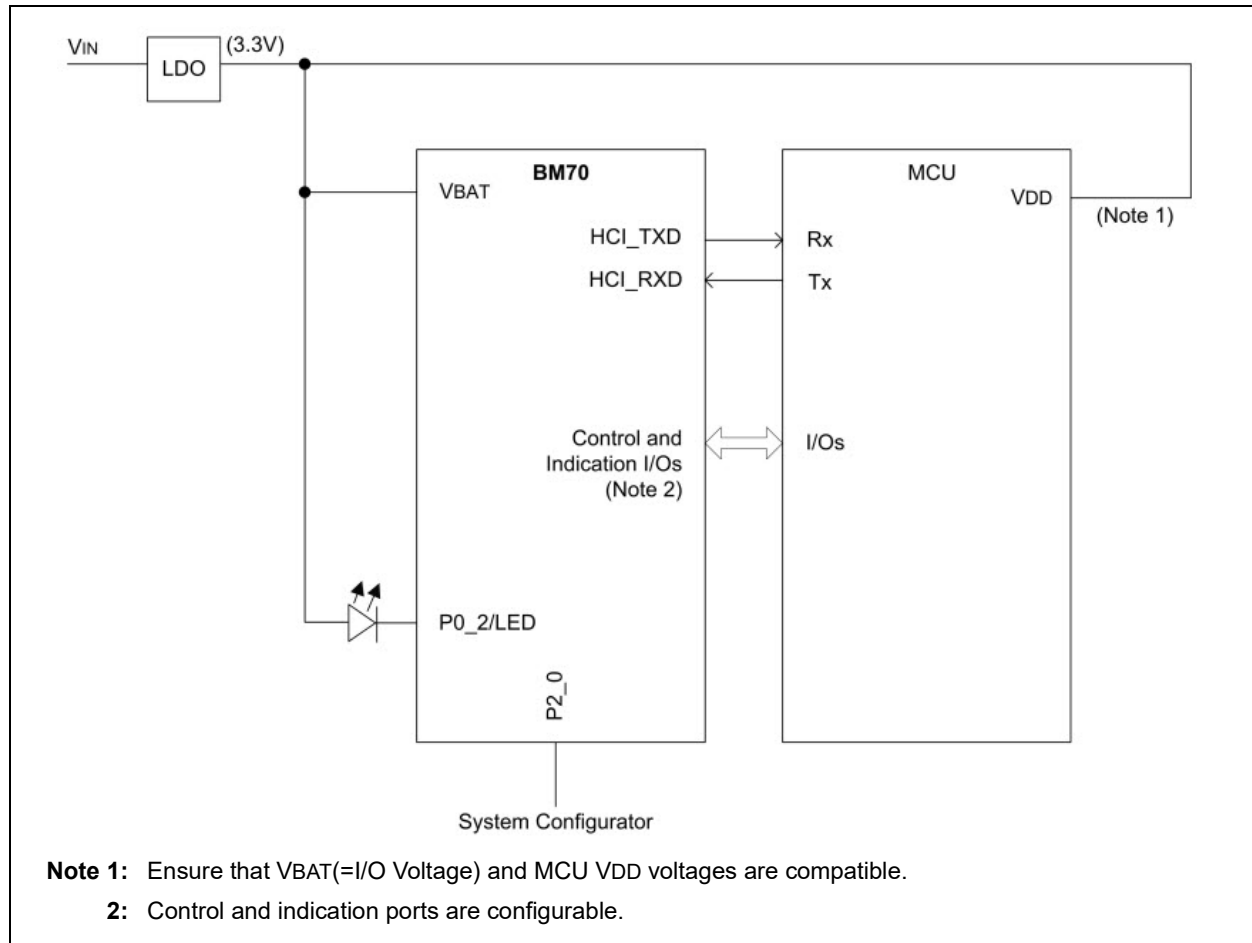 VIN
LDO
(3.3V)
BM70
MCU
VBAT
VDD
(Note 1)
HCI_TXD
Rx
HCI_RXD
Tx
Control and
Indication I/Os
(Note 2)
I/Os
P0_2/LED
P2_0
System Configurator
Note 1: Ensure that VBAT(=I/O Voltage) and MCU VDD voltages are compatible.
2: Control and indication ports are configurable.